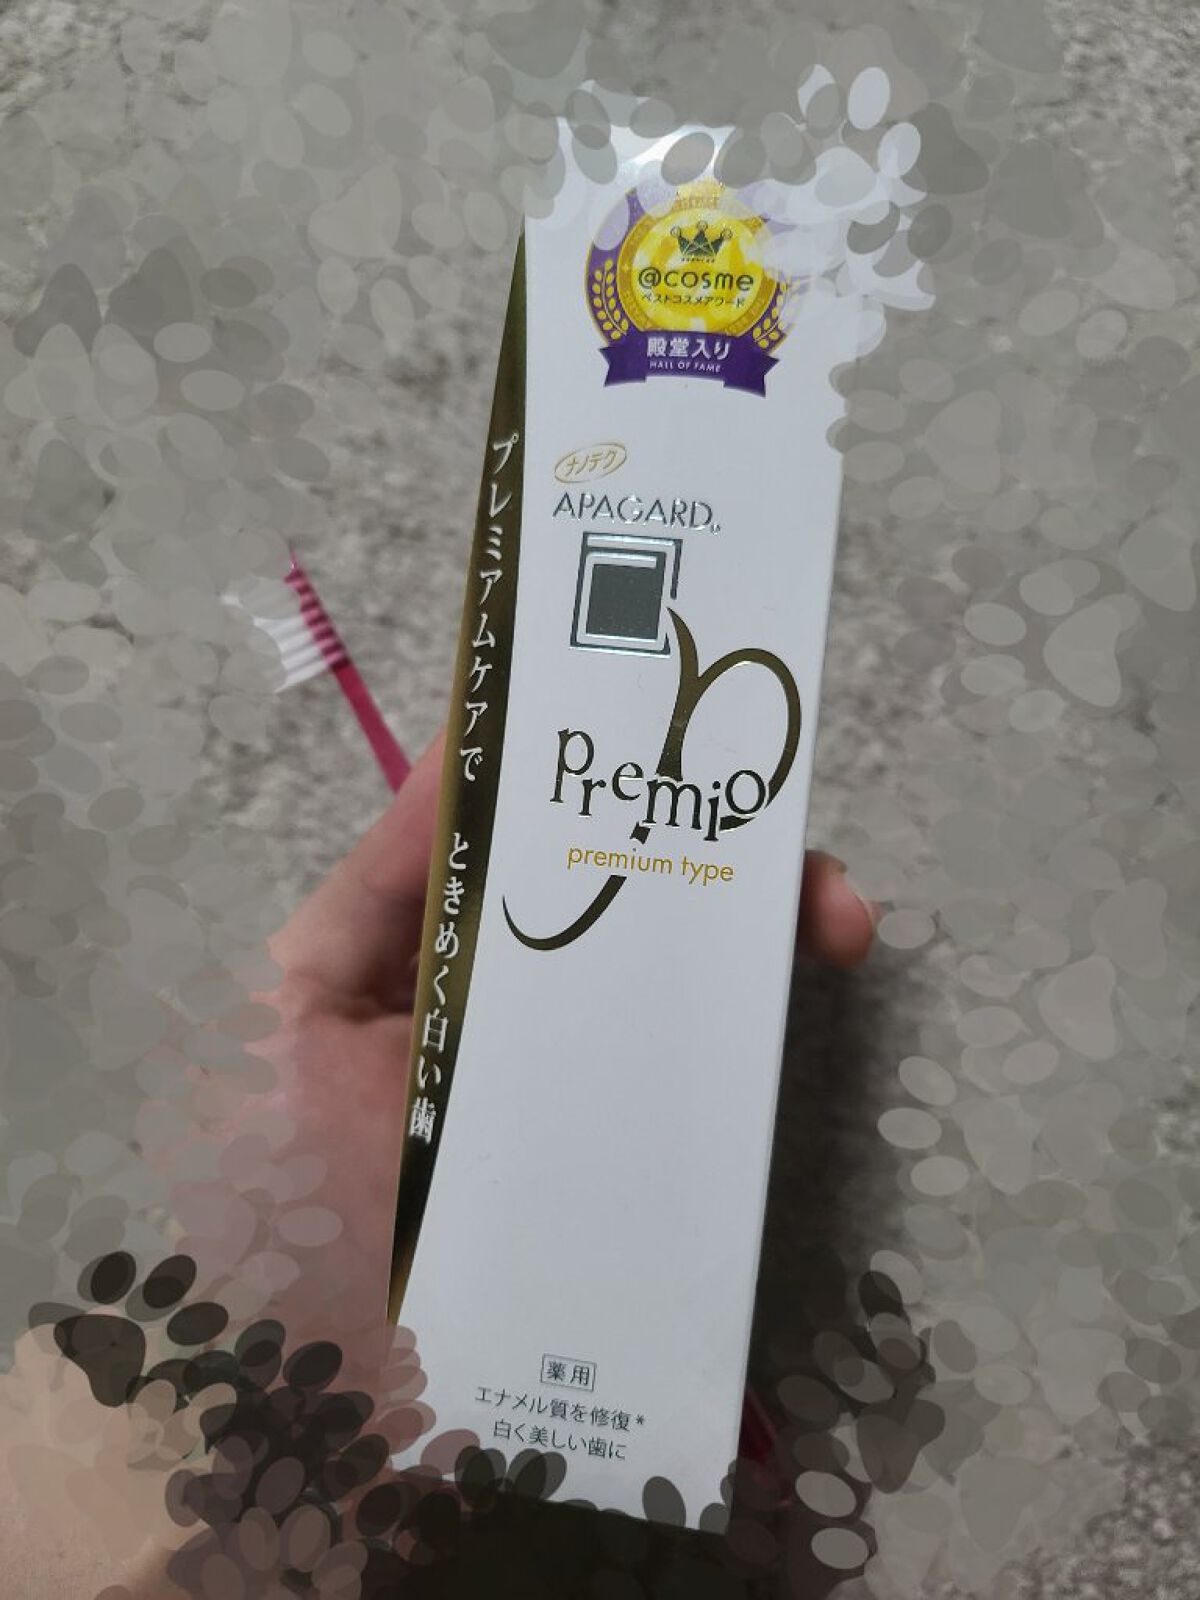 @cosme
ベストコスメアワード
殿堂入り
HALL OF FAME
ナノテク
APAGARD®
premio
premium type
プレミアムケアで ときめく白い歯
薬用
エナメル質を修復*
白く美しい歯に